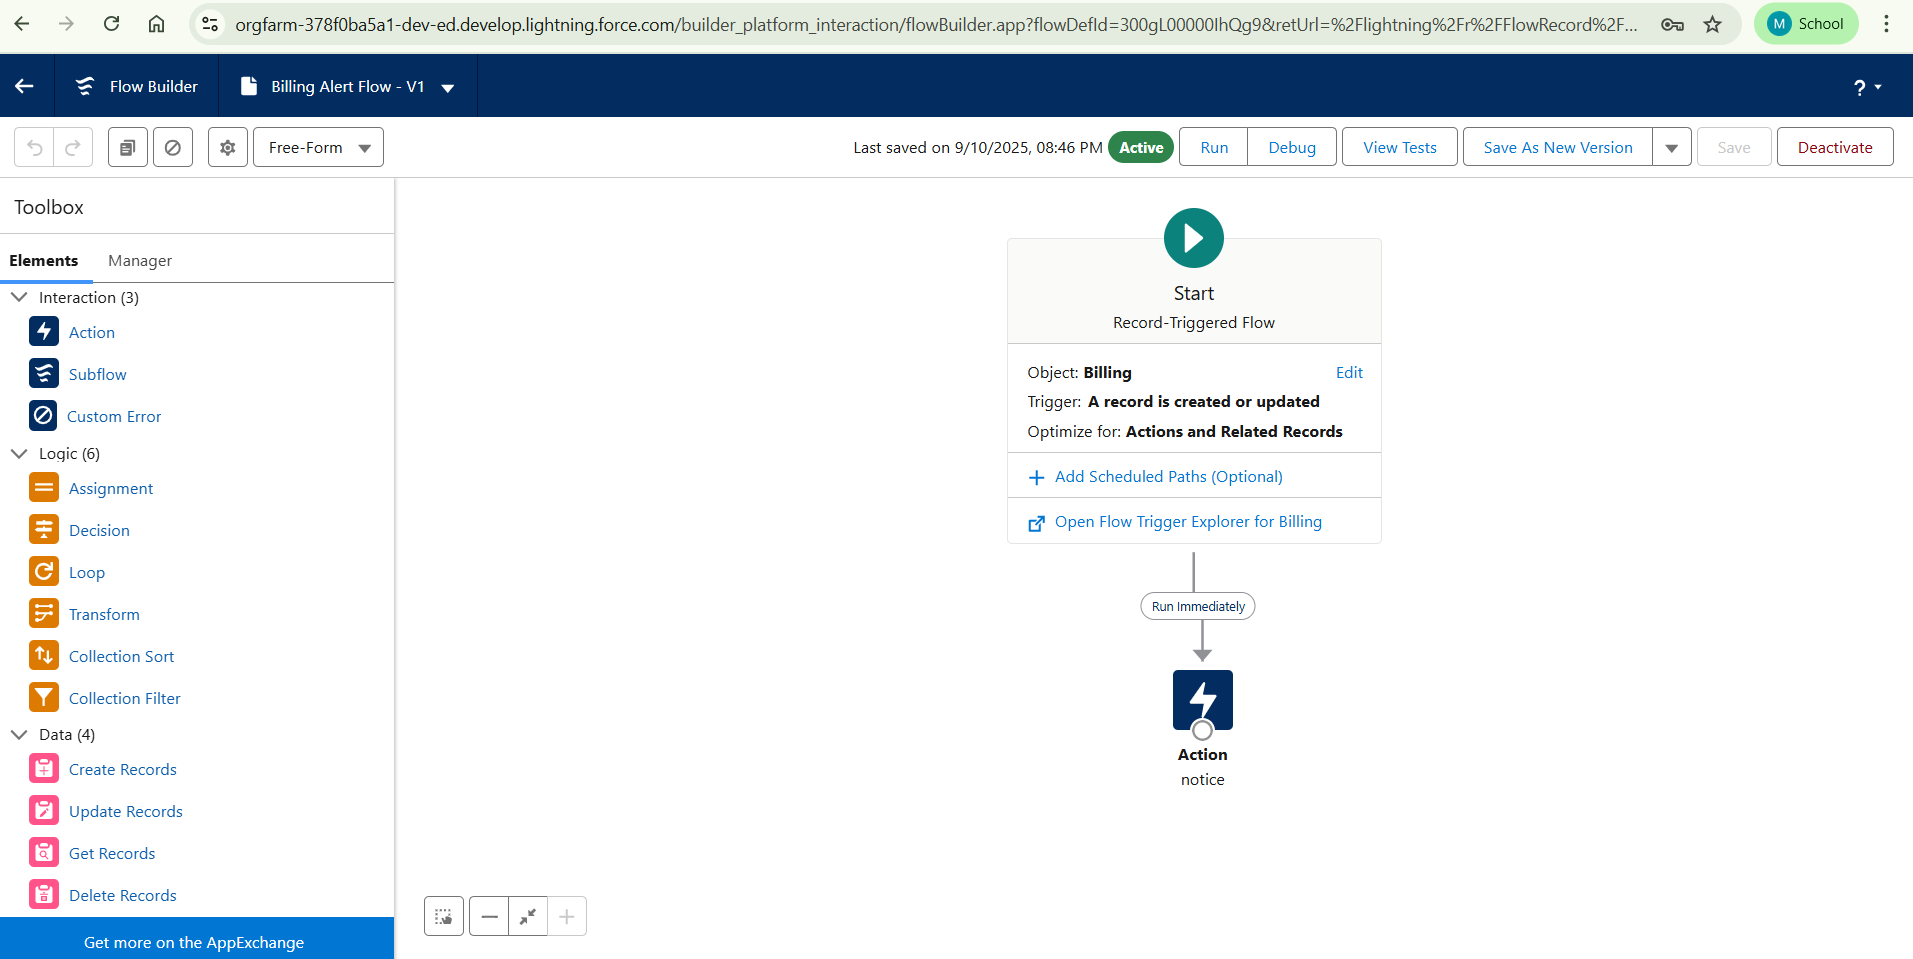 orgfarm-378f0ba5a1-dev-ed.develop.lightning.force.com/builder_platform_interaction/flowBuilder.app?flowDefId=300gL00000IhQg9&retUrl=%2Flightning%2Fr%2FFlowRecord%2F...
M School
Flow Builder
Billing Alert Flow - V1
?
Free-Form
Last saved on 9/10/2025, 08:46 PM
Active
Run
Debug
View Tests
Save As New Version
Save
Deactivate
Toolbox
Elements
Manager
Interaction (3)
Action
Subflow
Custom Error
Logic (6)
Assignment
Decision
Loop
Transform
Collection Sort
Collection Filter
Data (4)
Create Records
Update Records
Get Records
Delete Records
Get more on the AppExchange
Start
Record-Triggered Flow
Object: Billing
Edit
Trigger: A record is created or updated
Optimize for: Actions and Related Records
Add Scheduled Paths (Optional)
Open Flow Trigger Explorer for Billing
Run Immediately
Action
notice